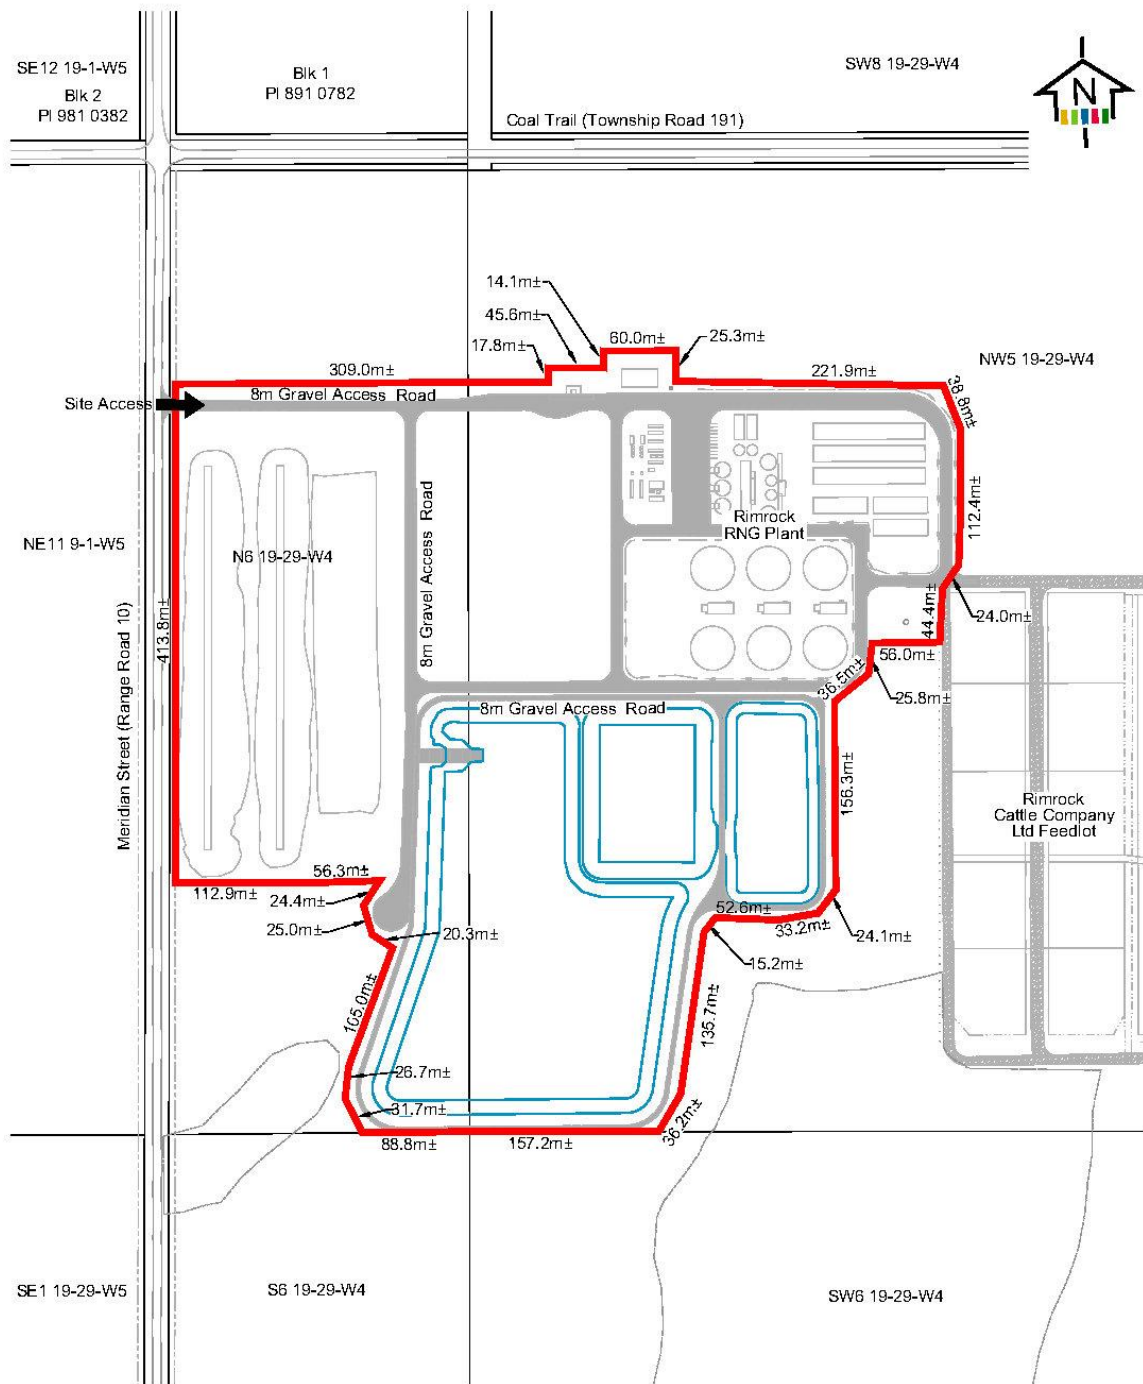 SE12 19-1-W5
Blk 2
Pl 981 0382
Blk 1
Pl 891 0782
SW8 19-29-W4
N
Coal Trail (Township Road 191)
14.1m±
45.6m±
17.8m±
60.0m±
25.3m±
309.0m±
221.9m±
NW5 19-29-W4
38.8m±
Site Access
8m Gravel Access Road
112.4m±
NE11 9-1-W5
N6 19-29-W4
8m Gravel Access Road
Rimrock
RNG Plant
413.8m±
Meridian Street (Range Road 10)
44.4m±
24.0m±
56.0m±
36.5m±
25.8m±
8m Gravel Access Road
156.3m±
Rimrock
Cattle Company
Ltd Feedlot
56.3m±
112.9m±
24.4m±
25.0m±
20.3m±
52.6m±
33.2m±
24.1m±
15.2m±
105.0m±
135.7m±
26.7m±
31.7m±
36.2m±
88.8m±
157.2m±
SE1 19-29-W5
S6 19-29-W4
SW6 19-29-W4